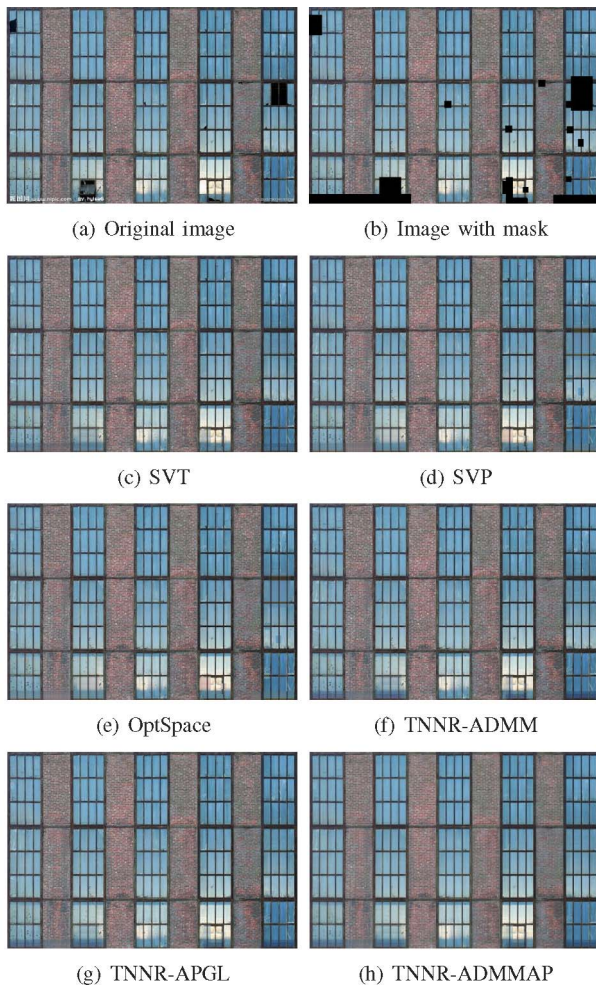 (a) Original image
(b) Image with mask
(c) SVT
(d) SVP
(e) OptSpace
(f) TNNR-ADMM
(g) TNNR-APGL
(h) TNNR-ADMMAP